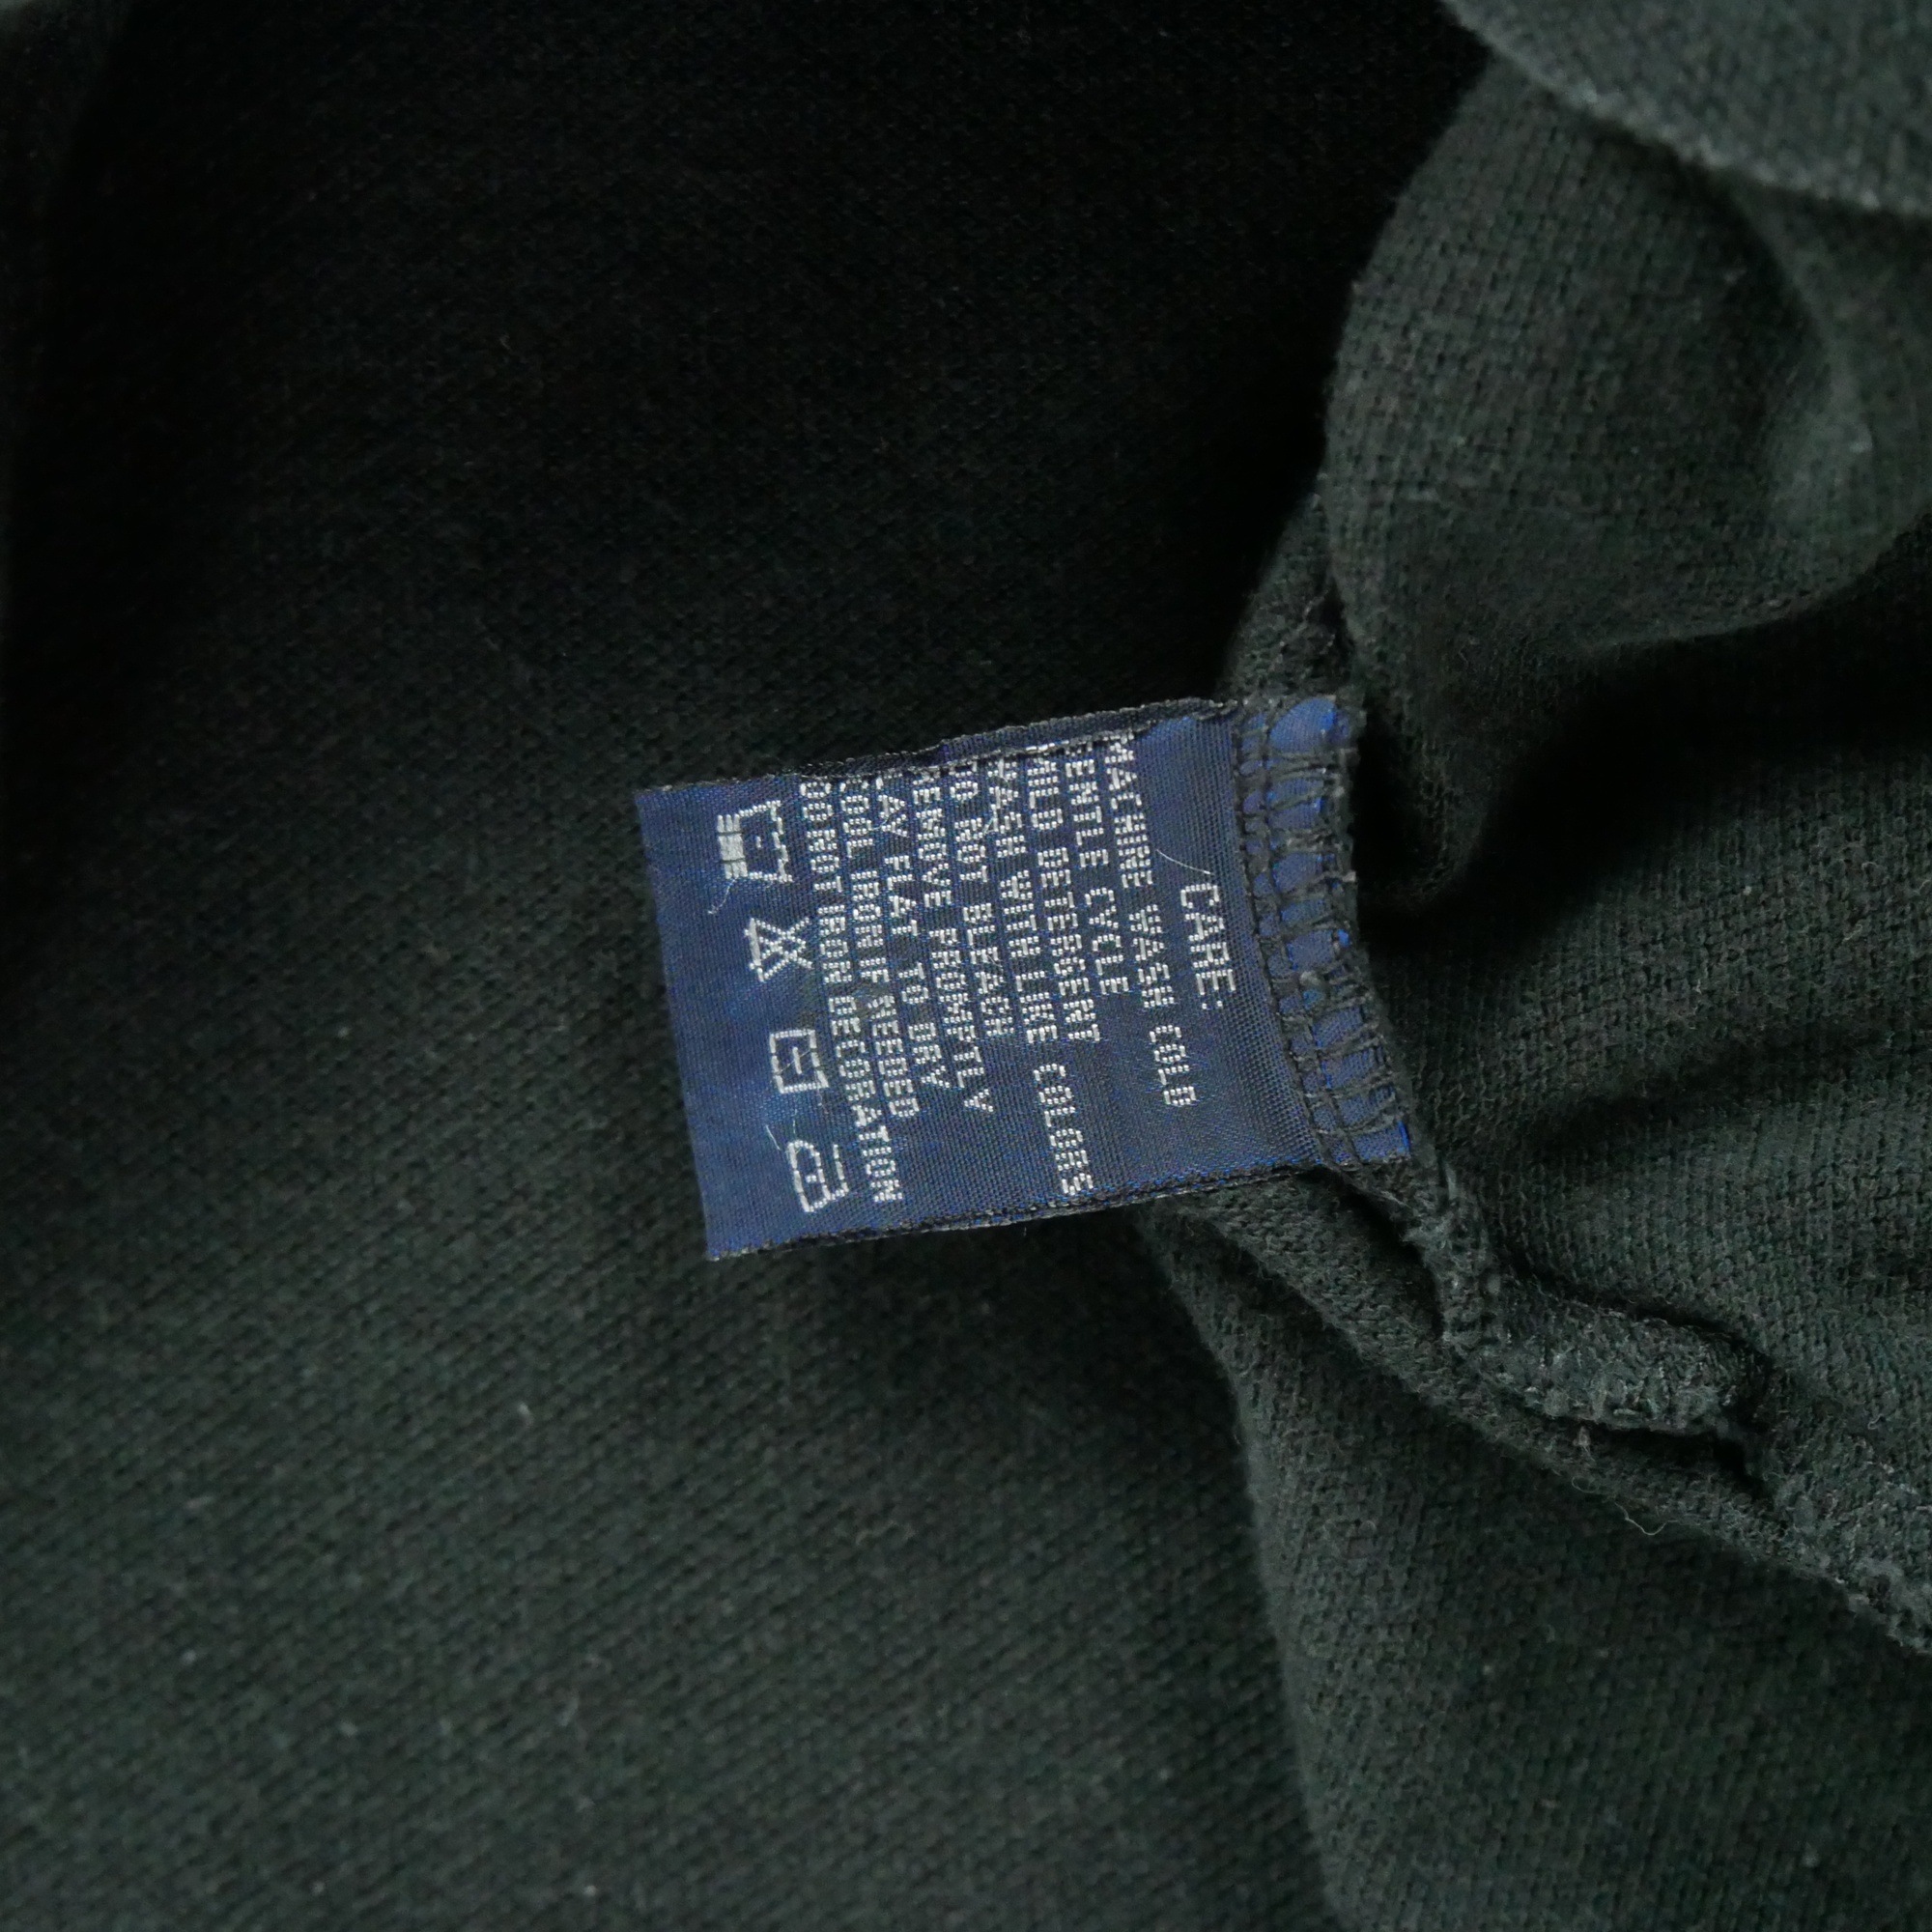 CARE:
MACHINE WASH COLD
GENTLE CYCLE
MILD DETERGENT
WASH WITH LIKE COLORS
DO NOT BLEACH
REMOVE PROMPTLY
LAY FLAT TO DRY
COOL IRON IF NEEDED
DO NOT IRON DECORATION